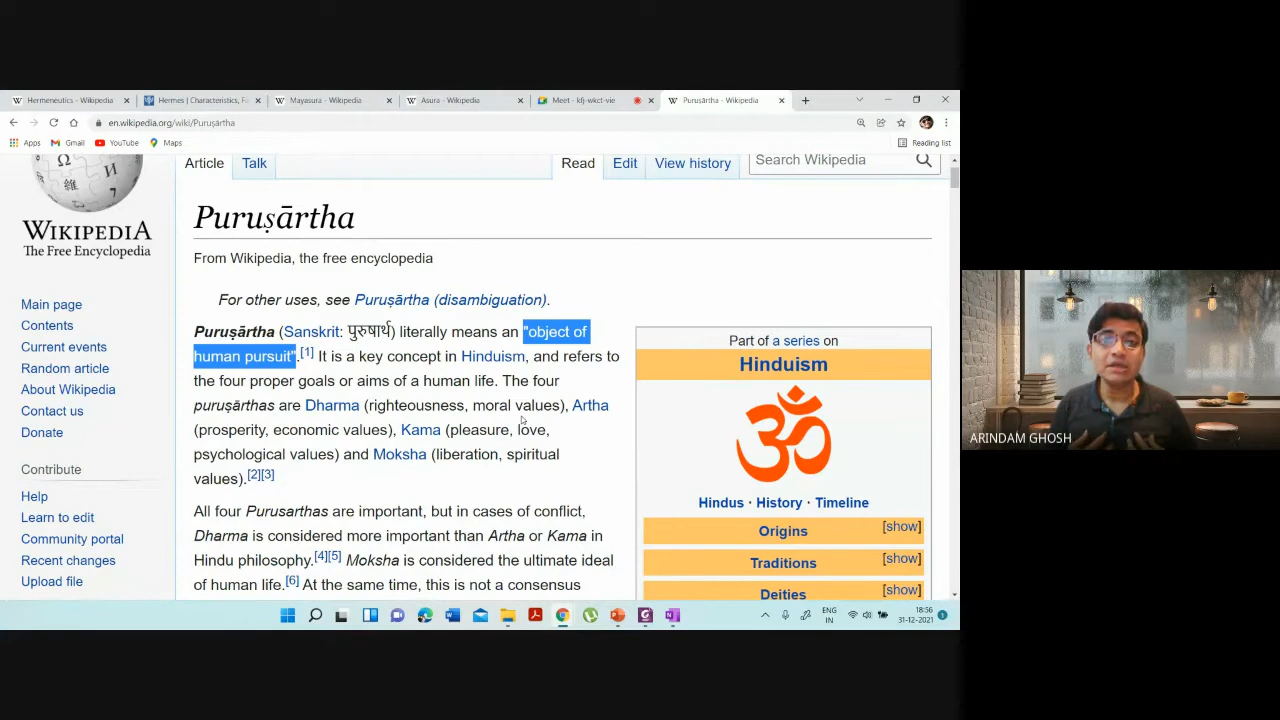 Hermeneutics - Wikipedia
Hermes | Characteristics, Fa
Mayasura - Wikipedia
Asura - Wikipedia
Meet - kfj-wkct-vie
Puruṣārtha - Wikipedia
en.wikipedia.org/wiki/Puruṣārtha
Apps
Gmail
YouTube
Maps
Reading list
Article
Talk
Read
Edit
View history
Search Wikipedia
WIKIPEDIA
The Free Encyclopedia
Main page
Contents
Current events
Random article
About Wikipedia
Contact us
Donate
Contribute
Help
Learn to edit
Community portal
Recent changes
Upload file
Puruṣārtha
From Wikipedia, the free encyclopedia
For other uses, see Puruṣārtha (disambiguation).
Puruṣārtha (Sanskrit: पुरुषार्थ) literally means an "object of
human pursuit".[1] It is a key concept in Hinduism, and refers to
the four proper goals or aims of a human life. The four
puruṣārthas are Dharma (righteousness, moral values), Artha
(prosperity, economic values), Kama (pleasure, love,
psychological values) and Moksha (liberation, spiritual
values).[2][3]
All four Purusarthas are important, but in cases of conflict,
Dharma is considered more important than Artha or Kama in
Hindu philosophy.[4][5] Moksha is considered the ultimate ideal
of human life.[6] At the same time, this is not a consensus
Part of a series on
Hinduism
ॐ
Hindus · History · Timeline
Origins [show]
Traditions [show]
Deities [show]
ENG
IN
18:56
31-12-2021
1
ARINDAM GHOSH